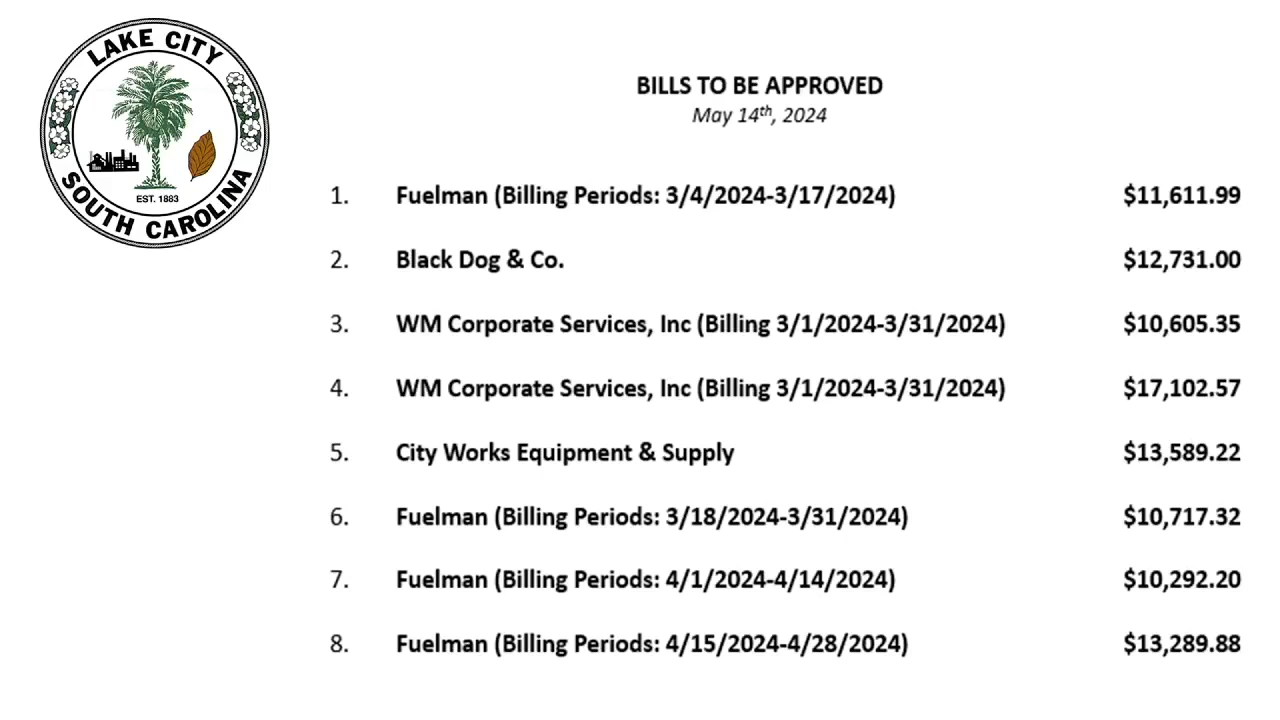 LAKE CITY
EST. 1883
SOUTH CAROLINA
BILLS TO BE APPROVED
May 14th, 2024
1. Fuelman (Billing Periods: 3/4/2024-3/17/2024) $11,611.99
2. Black Dog & Co. $12,731.00
3. WM Corporate Services, Inc (Billing 3/1/2024-3/31/2024) $10,605.35
4. WM Corporate Services, Inc (Billing 3/1/2024-3/31/2024) $17,102.57
5. City Works Equipment & Supply $13,589.22
6. Fuelman (Billing Periods: 3/18/2024-3/31/2024) $10,717.32
7. Fuelman (Billing Periods: 4/1/2024-4/14/2024) $10,292.20
8. Fuelman (Billing Periods: 4/15/2024-4/28/2024) $13,289.88